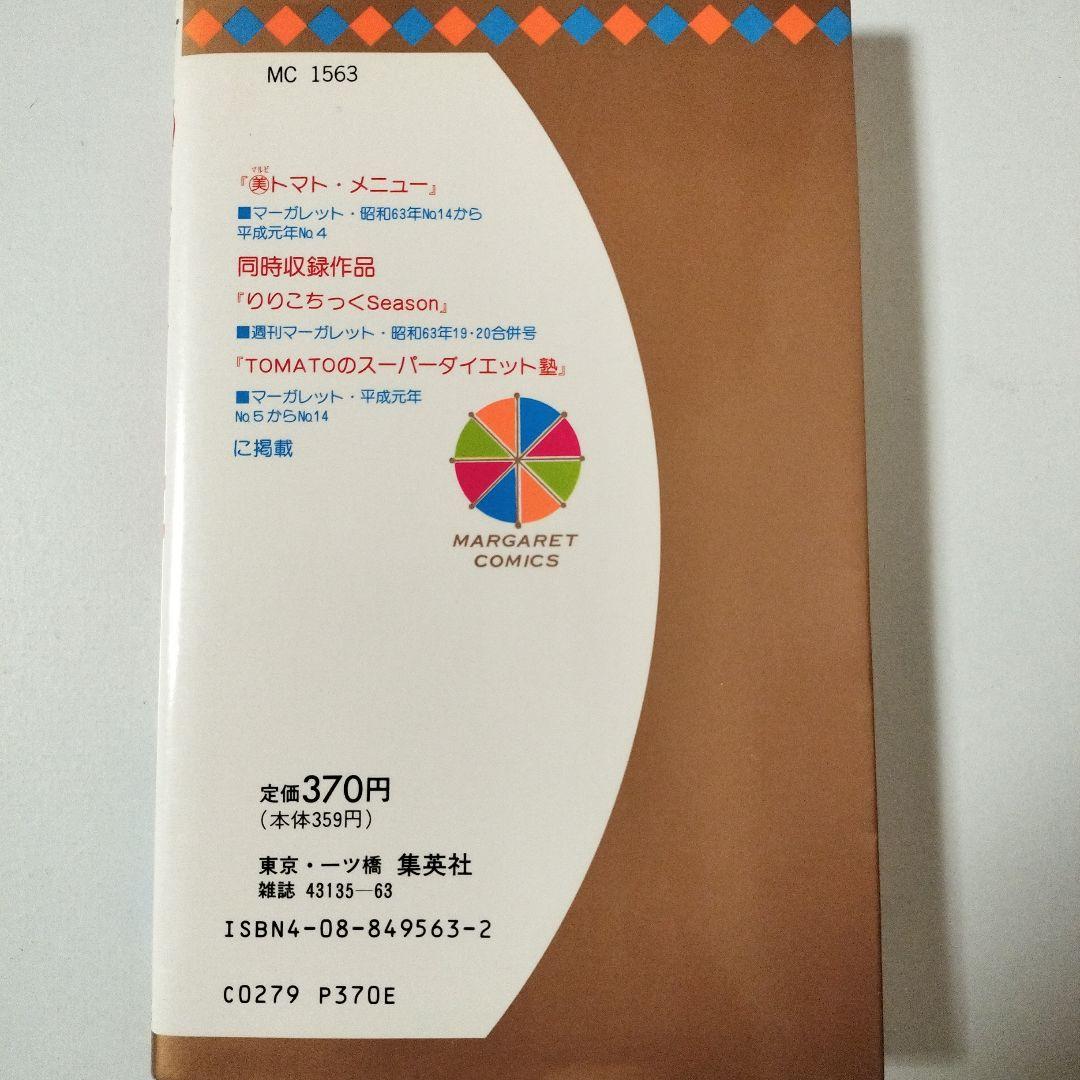 MC 1563
マルビ
『㊤トマト・メニュー』
■マーガレット・昭和63年№14から
平成元年№4
同時収録作品
『りりこちっくSeason』
■週刊マーガレット・昭和63年19・20合併号
『TOMATOのスーパーダイエット塾』
■マーガレット・平成元年
№5から№14
に掲載
MARGARET
COMICS
定価370円
(本体359円)
東京・一ツ橋 集英社
雑誌 43135—63
ISBN4-08-849563-2
C0279 P370E